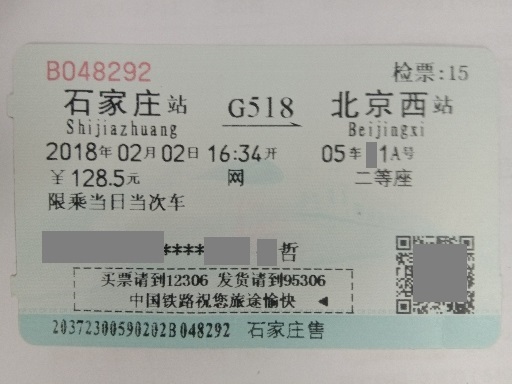 B048292 检票:15
石家庄站 G518 北京西站
Shijiazhuang Beijingxi
2018年02月02日 16:34开 05车 1A号
￥128.5元 网 二等座
限乘当日当次车
**** 哲
买票请到12306 发货请到95306
中国铁路祝您旅途愉快
20372300590202B048292 石家庄售